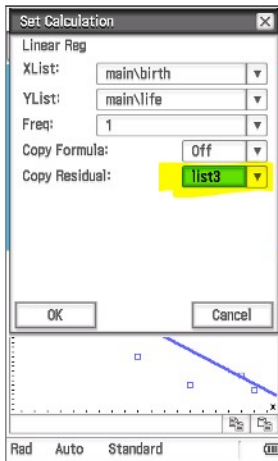 Set Calculation
Linear Reg
XList: main\birth
YList: main\life
Freq: 1
Copy Formula: Off
Copy Residual: list3
OK Cancel
x
Rad Auto Standard